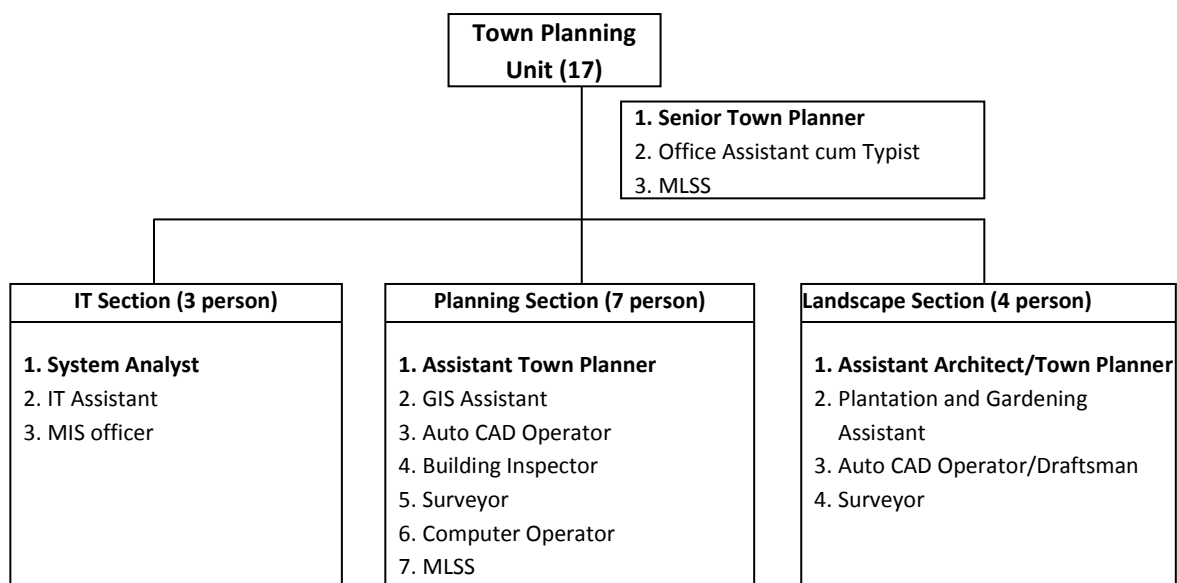 Town Planning
Unit (17)
1. Senior Town Planner
2. Office Assistant cum Typist
3. MLSS
IT Section (3 person)
1. System Analyst
2. IT Assistant
3. MIS officer
Planning Section (7 person)
1. Assistant Town Planner
2. GIS Assistant
3. Auto CAD Operator
4. Building Inspector
5. Surveyor
6. Computer Operator
7. MLSS
Landscape Section (4 person)
1. Assistant Architect/Town Planner
2. Plantation and Gardening
Assistant
3. Auto CAD Operator/Draftsman
4. Surveyor